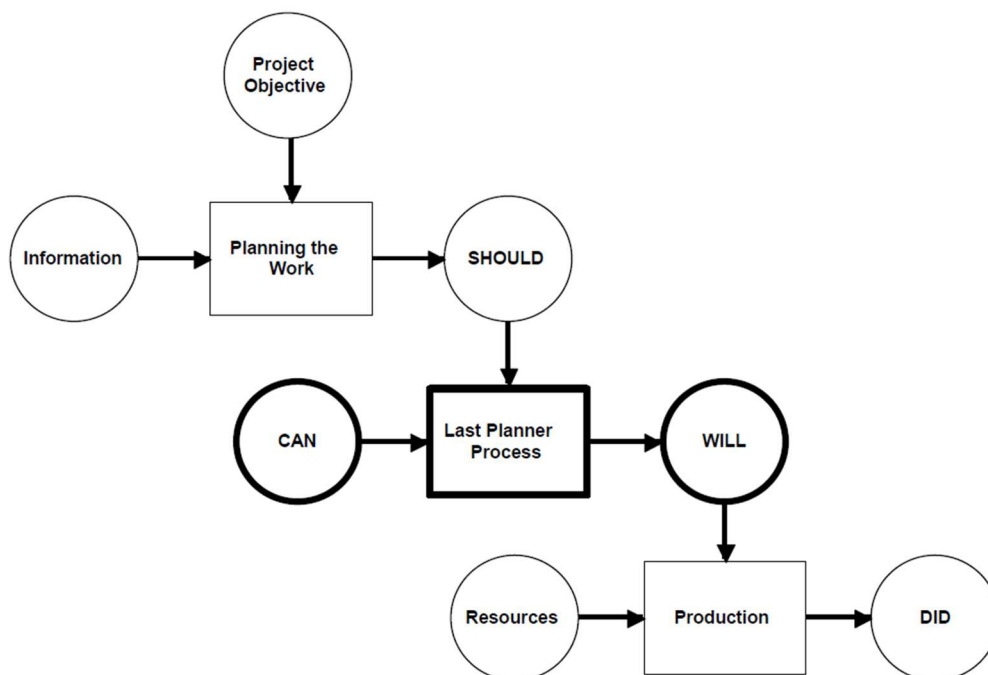 Project
Objective
Information
Planning the
Work
SHOULD
CAN
Last Planner
Process
WILL
Resources
Production
DID